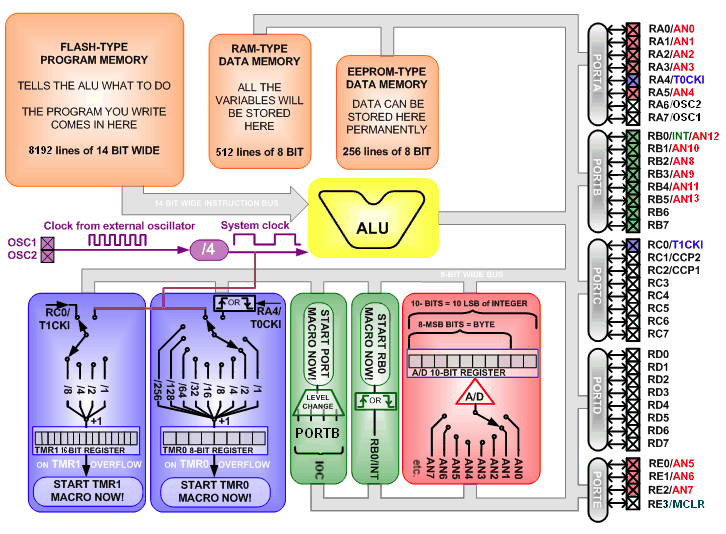 FLASH-TYPE
PROGRAM MEMORY
TELLS THE ALU WHAT TO DO
THE PROGRAM YOU WRITE
COMES IN HERE
8192 lines of 14 BIT WIDE
RAM-TYPE
DATA MEMORY
ALL THE
VARIABLES WILL
BE STORED
HERE
512 lines of 8 BIT
EEPROM-TYPE
DATA MEMORY
DATA CAN BE
STORED HERE
PERMANENTLY
256 lines of 8 BIT
14 BIT WIDE INSTRUCTION BUS
ALU
Clock from external oscillator
System clock
OSC1
OSC2
/4
8-BIT WIDE BUS
RC0/
T1CKI
/8
/4
/2
/1
+1
TMR1 16-BIT REGISTER
ON TMR1 OVERFLOW
START TMR1
MACRO NOW!
OR
RA4/
T0CKI
/256
/128
/64
/32
/16
/8
/4
/2
/1
+1
TMR0 8-BIT REGISTER
ON TMR0 OVERFLOW
START TMR0
MACRO NOW!
START PORT
MACRO NOW!
LEVEL
CHANGE
PORTB
IOC
START RB0
MACRO NOW!
OR
RB0/INT
10- BITS = 10 LSB of INTEGER
8-MSB BITS = BYTE
A/D 10-BIT REGISTER
A/D
etc.
AN7
AN6
AN5
AN4
AN3
AN2
AN1
AN0
PORTA
RA0/AN0
RA1/AN1
RA2/AN2
RA3/AN3
RA4/T0CKI
RA5/AN4
RA6/OSC2
RA7/OSC1
PORTB
RB0/INT/AN12
RB1/AN10
RB2/AN8
RB3/AN9
RB4/AN11
RB5/AN13
RB6
RB7
PORTC
RC0/T1CKI
RC1/CCP2
RC2/CCP1
RC3
RC4
RC5
RC6
RC7
PORTD
RD0
RD1
RD2
RD3
RD4
RD5
RD6
RD7
PORTE
RE0/AN5
RE1/AN6
RE2/AN7
RE3/MCLR